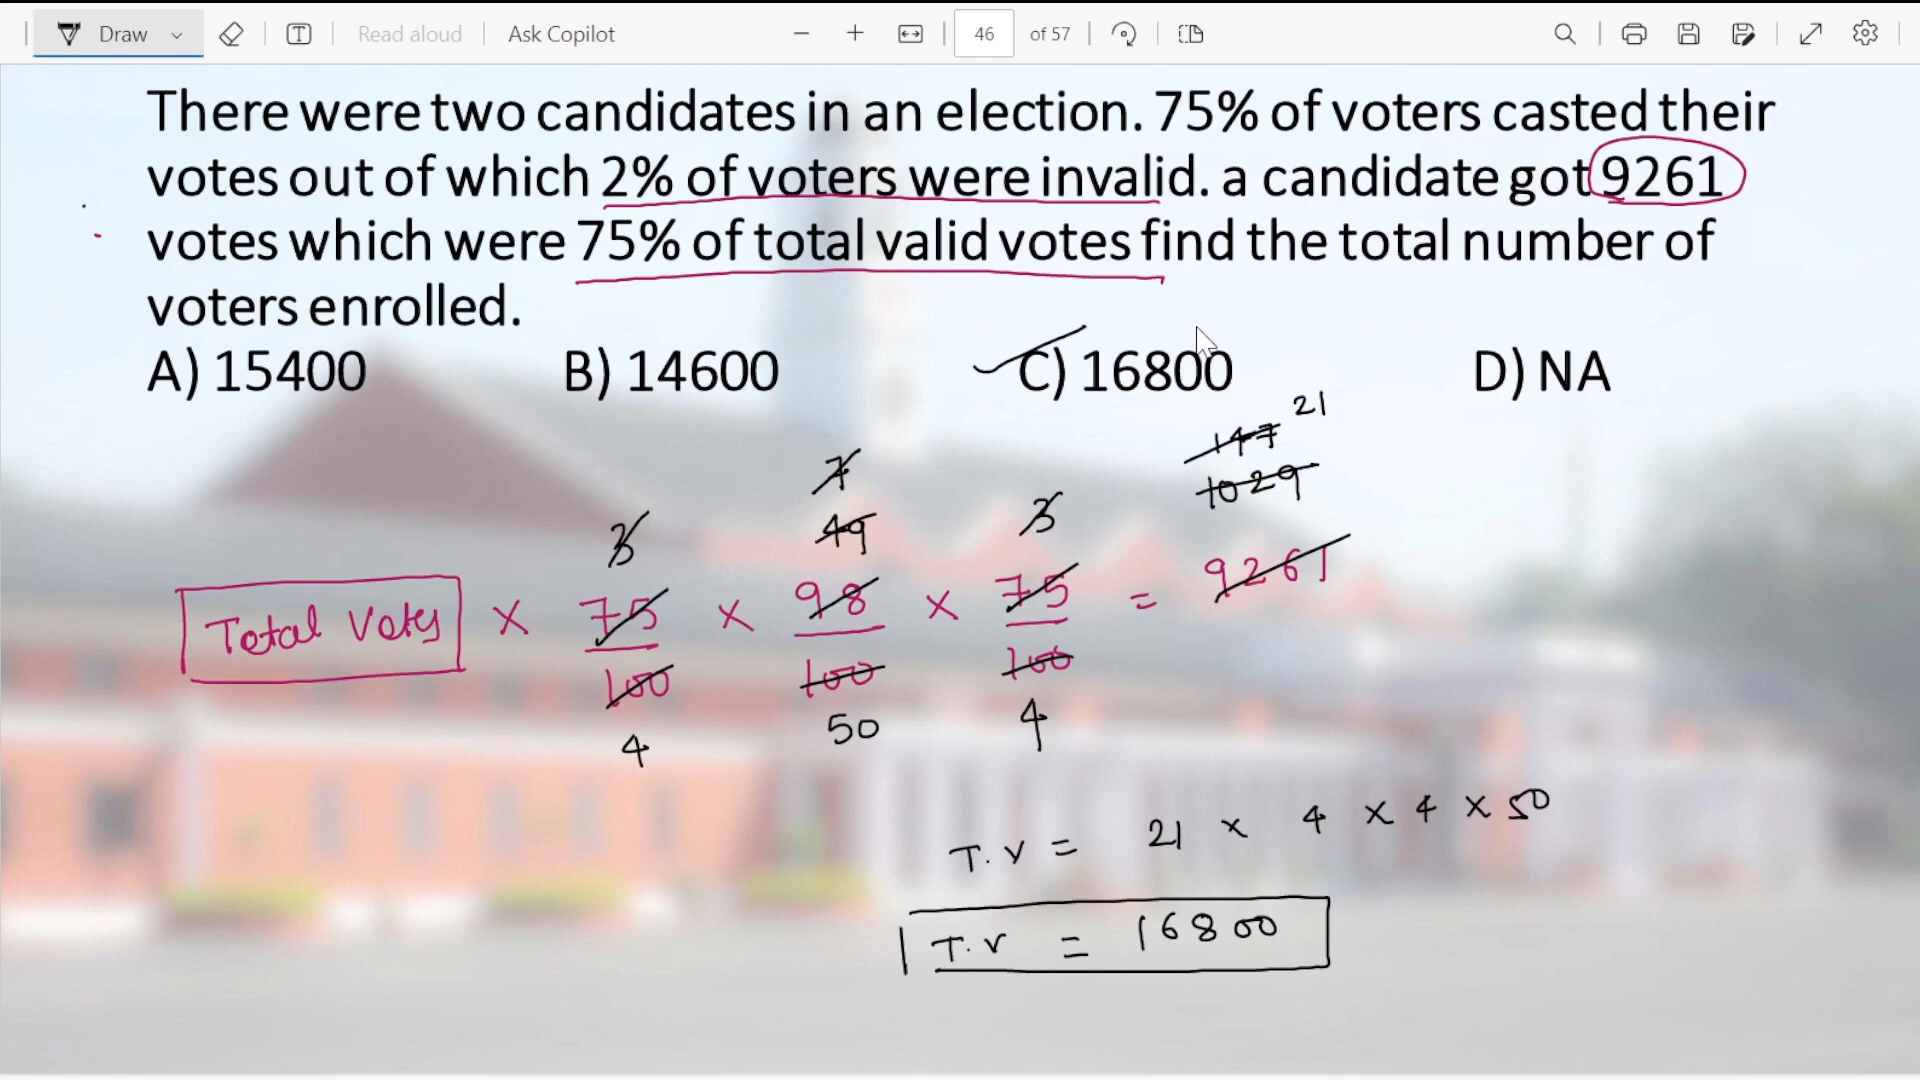 Draw Read aloud Ask Copilot 46 of 57
There were two candidates in an election. 75% of voters casted their
votes out of which 2% of voters were invalid. a candidate got 9261
votes which were 75% of total valid votes find the total number of
voters enrolled.
A) 15400 B) 14600 C) 16800 D) NA
21
147
7
1029
3 49 3
Total Votes × 75/100 × 98/100 × 75/100 = 9261
4 50 4
T.V = 21 × 4 × 4 × 50
T.V = 16800